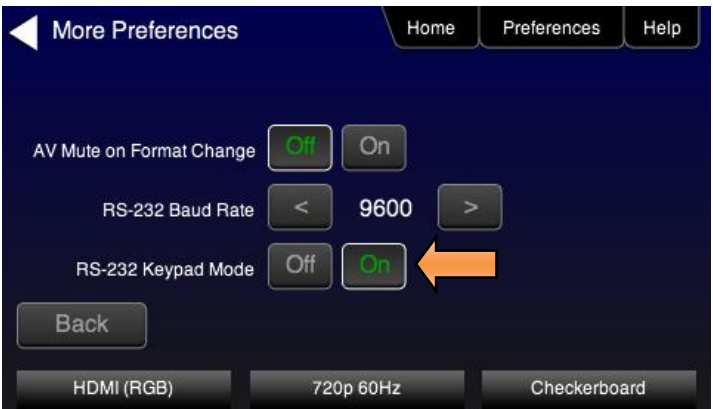 More Preferences Home Preferences Help
AV Mute on Format Change Off On
RS-232 Baud Rate < 9600 >
RS-232 Keypad Mode Off On
Back
HDMI (RGB) 720p 60Hz Checkerboard